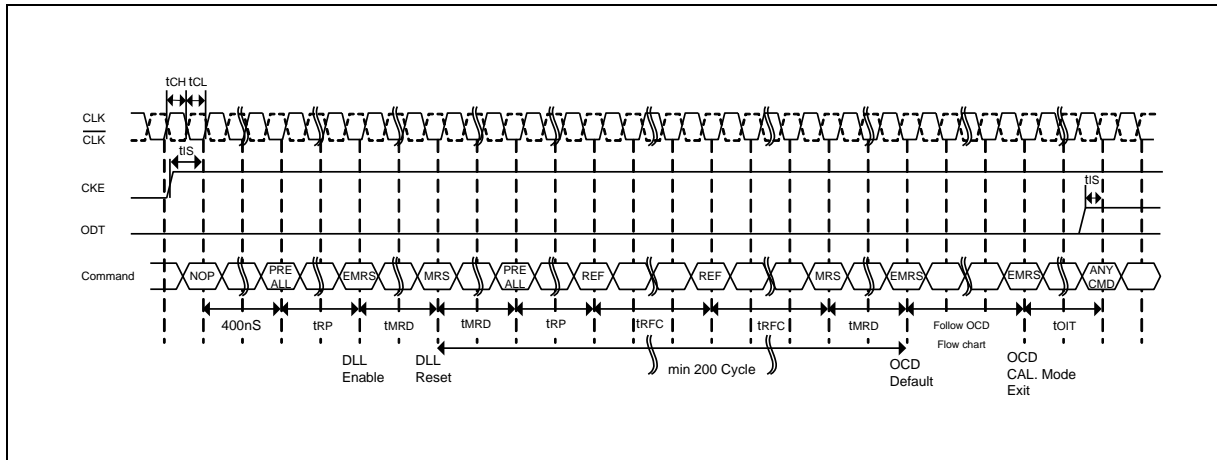 tCH tCL
CLK
CLK
tIS
CKE
tIS
ODT
Command
NOP
PRE
ALL
EMRS
MRS
PRE
ALL
REF
REF
MRS
EMRS
EMRS
ANY
CMD
400nS
tRP
tMRD
tMRD
tRP
tRFC
tRFC
tMRD
Follow OCD
Flow chart
tOIT
DLL
Enable
DLL
Reset
min 200 Cycle
OCD
Default
OCD
CAL. Mode
Exit